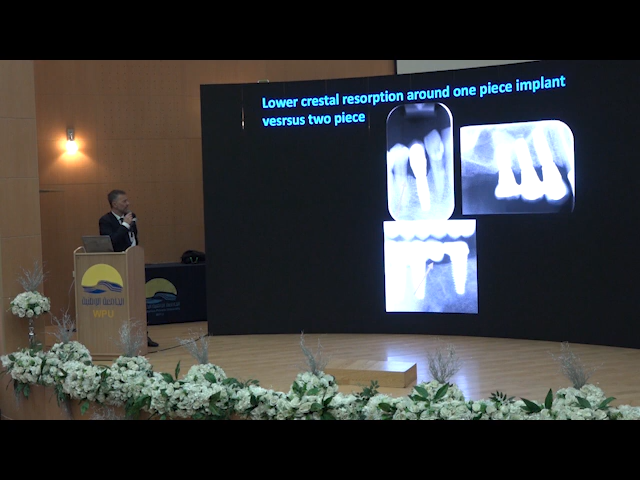 Lower crestal resorption around one piece implant
vesrsus two piece
WPU